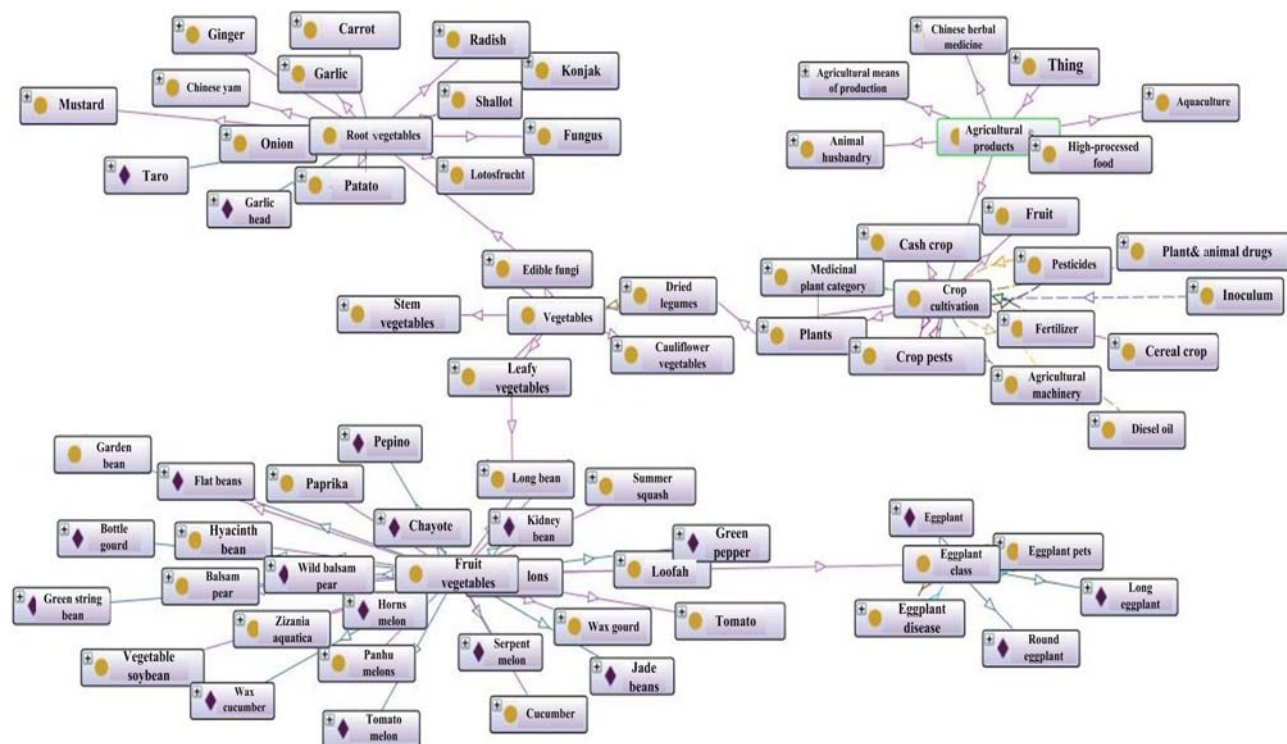 Ginger
Carrot
Radish
Chinese yam
Garlic
Konjak
Mustard
Shallot
Root vegetables
Fungus
Onion
Taro
Patato
Lotosfrucht
Garlic
head
Chinese herbal
medicine
Thing
Agricultural means
of production
Aquaculture
Agricultural
products
Animal
husbandry
High-processed
food
Fruit
Cash crop
Edible fungi
Medicinal
plant category
Pesticides
Plant& animal drugs
Dried
legumes
Crop
cultivation
Inoculum
Stem
vegetables
Vegetables
Plants
Fertilizer
Cauliflower
vegetables
Crop pests
Cereal crop
Leafy
vegetables
Agricultural
machinery
Diesel oil
Garden
bean
Pepino
Flat beans
Paprika
Long bean
Summer
squash
Bottle
gourd
Hyacinth
bean
Chayote
Kidney
bean
Green
pepper
Eggplant
Balsam
pear
Wild balsam
pear
Fruit
vegetables
lons
Loofah
Eggplant
class
Eggplant pets
Green string
bean
Horns
melon
Long
eggplant
Zizania
aquatica
Wax gourd
Tomato
Eggplant
disease
Vegetable
soybean
Panhu
melons
Serpent
melon
Round
eggplant
Wax
cucumber
Jade
beans
Tomato
melon
Cucumber